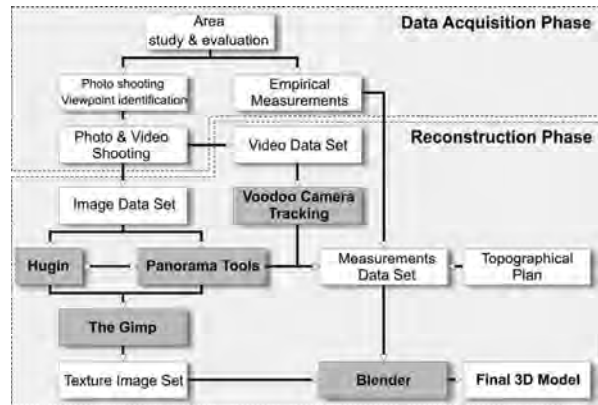 Area
study & evaluation
Data Acquisition Phase
Photo shooting
Viewpoint identification
Empirical
Measurements
Photo & Video
Shooting
Video Data Set
Reconstruction Phase
Image Data Set
Voodoo Camera
Tracking
Hugin
Panorama Tools
Measurements
Data Set
Topographical
Plan
The Gimp
Texture Image Set
Blender
Final 3D Model